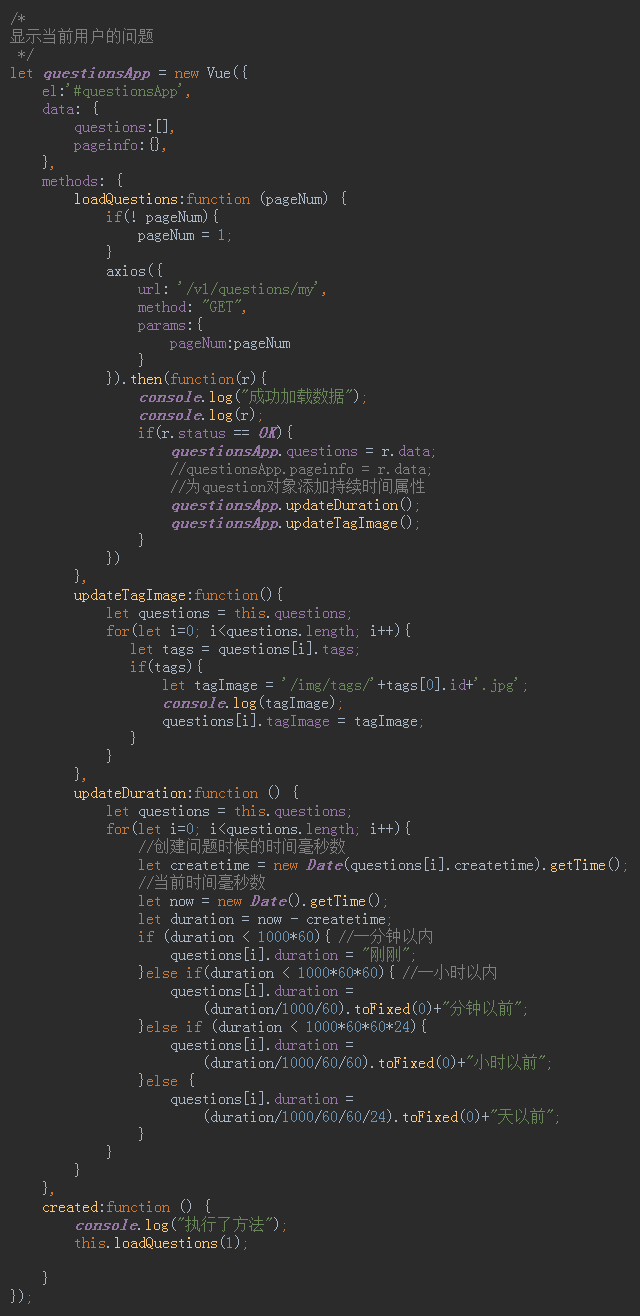 /*
显示当前用户的问题
 */
let questionsApp = new Vue({
    el:'#questionsApp',
    data: {
        questions:[],
        pageinfo:{},
    },
    methods: {
        loadQuestions:function (pageNum) {
            if(! pageNum){
                pageNum = 1;
            }
            axios({
                url: '/v1/questions/my',
                method: "GET",
                params:{
                    pageNum:pageNum
                }
            }).then(function(r){
                console.log("成功加载数据");
                console.log(r);
                if(r.status == OK){
                    questionsApp.questions = r.data;
                    //questionsApp.pageinfo = r.data;
                    //为question对象添加持续时间属性
                    questionsApp.updateDuration();
                    questionsApp.updateTagImage();
                }
            })
        },
        updateTagImage:function(){
            let questions = this.questions;
            for(let i=0; i<questions.length; i++){
               let tags = questions[i].tags;
               if(tags){
                   let tagImage = '/img/tags/'+tags[0].id+'.jpg';
                   console.log(tagImage);
                   questions[i].tagImage = tagImage;
               }
            }
        },
        updateDuration:function () {
            let questions = this.questions;
            for(let i=0; i<questions.length; i++){
                //创建问题时候的时间毫秒数
                let createtime = new Date(questions[i].createtime).getTime();
                //当前时间毫秒数
                let now = new Date().getTime();
                let duration = now - createtime;
                if (duration < 1000*60){ //一分钟以内
                    questions[i].duration = "刚刚";
                }else if(duration < 1000*60*60){ //一小时以内
                    questions[i].duration =
                        (duration/1000/60).toFixed(0)+"分钟以前";
                }else if (duration < 1000*60*60*24){
                    questions[i].duration =
                        (duration/1000/60/60).toFixed(0)+"小时以前";
                }else {
                    questions[i].duration =
                        (duration/1000/60/60/24).toFixed(0)+"天以前";
                }
            }
        }
    },
    created:function () {
        console.log("执行了方法");
        this.loadQuestions(1);

    }
});